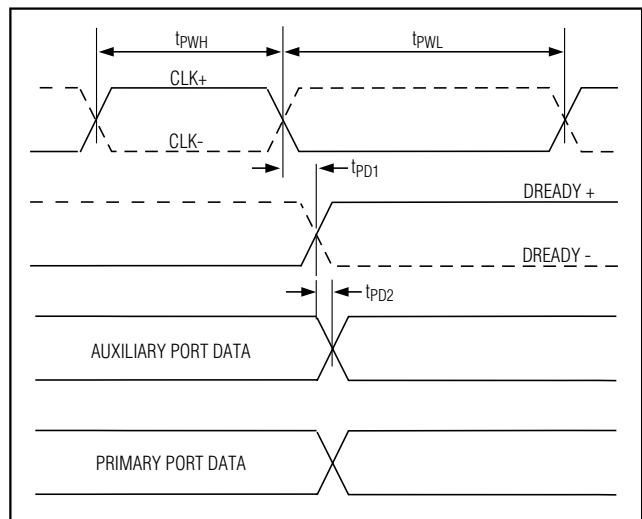 tPWH
tPWL
CLK+
CLK-
tPD1
DREADY +
DREADY -
tPD2
AUXILIARY PORT DATA
PRIMARY PORT DATA